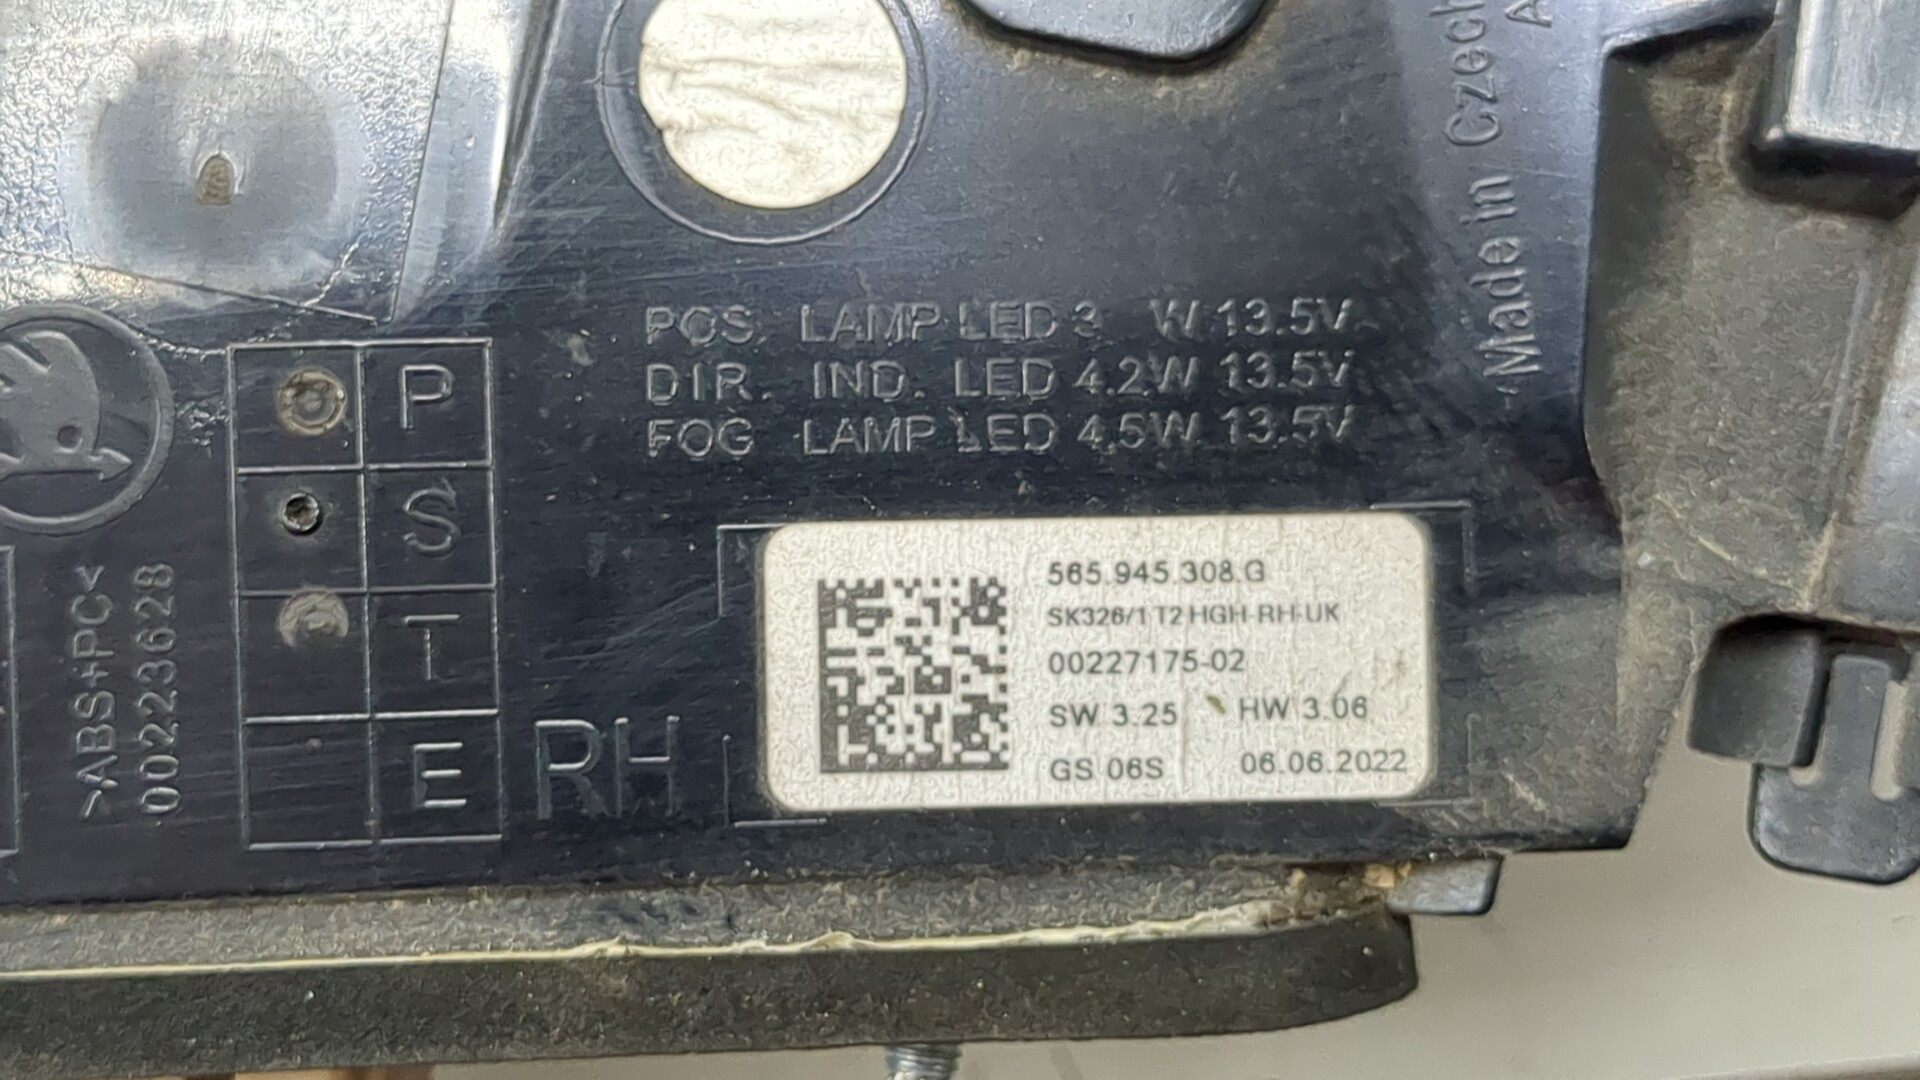 Made in Czech
A
POS. LAMP LED 3 W 13.5V
DIR. IND. LED 4.2W 13.5V
FOG LAMP LED 4.5W 13.5V
P
S
T
E
>ABS+PC<
00223628
RH
565.945.308.G
SK326/1 T2 HGH-RH-UK
00227175-02
SW 3.25 HW 3.06
GS 06S 06.06.2022